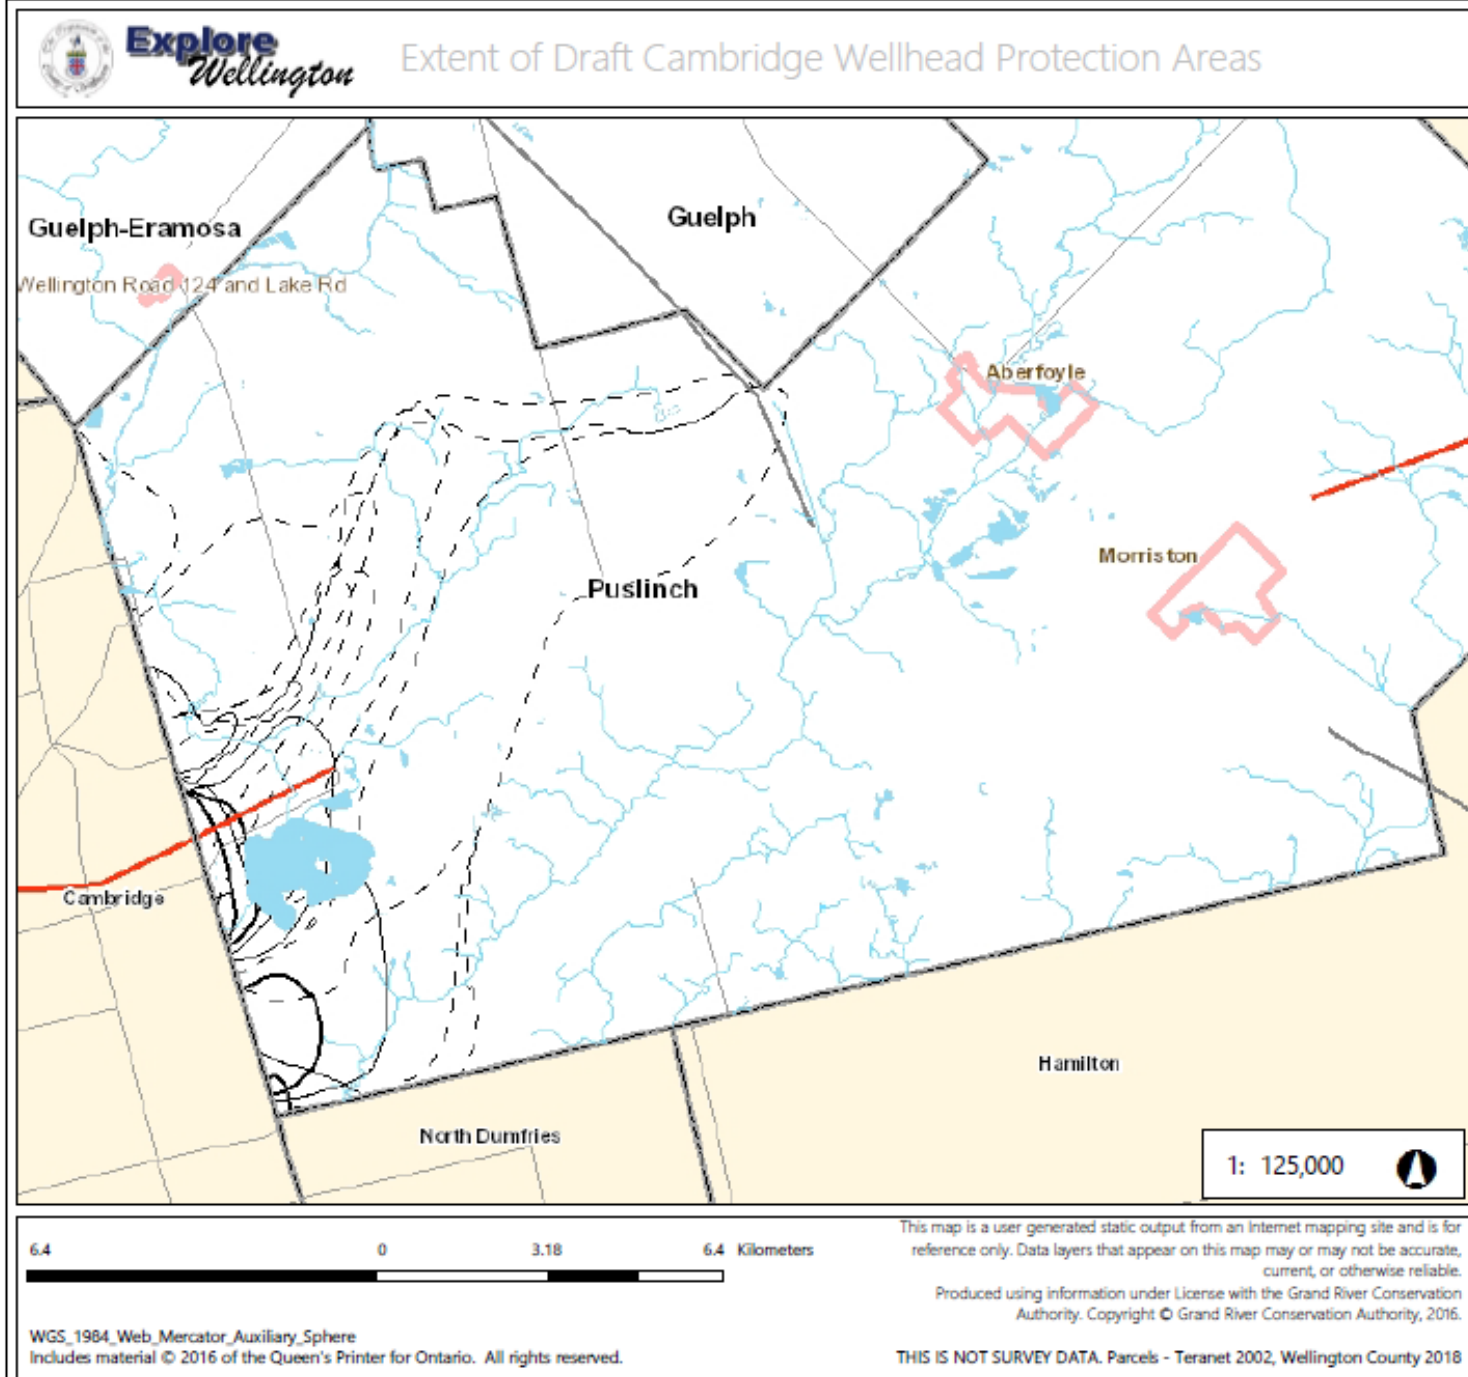 Explore
Wellington
Extent of Draft Cambridge Wellhead Protection Areas
Guelph-Eramosa
Guelph
Wellington Road 124 and Lake Rd
Aberfoyle
Morriston
Puslinch
Cambridge
Hamilton
North Dumfries
1: 125,000
6.4 0 3.18 6.4 Kilometers
This map is a user generated static output from an Internet mapping site and is for
reference only. Data layers that appear on this map may or may not be accurate,
current, or otherwise reliable.
Produced using information under License with the Grand River Conservation
Authority. Copyright © Grand River Conservation Authority, 2016.
WGS_1984_Web_Mercator_Auxiliary_Sphere
Includes material © 2016 of the Queen's Printer for Ontario. All rights reserved.
THIS IS NOT SURVEY DATA. Parcels - Teranet 2002, Wellington County 2018